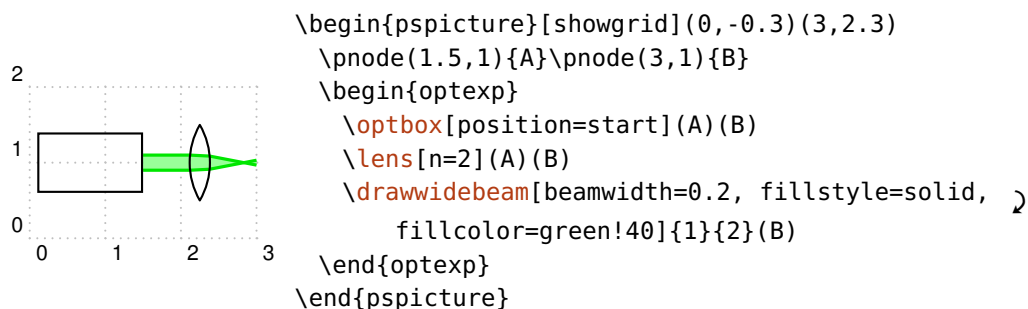 \begin{pspicture}[showgrid](0,-0.3)(3,2.3)
\pnode(1.5,1){A}\pnode(3,1){B}
\begin{optexp}
\optbox[position=start](A)(B)
\lens[n=2](A)(B)
\drawwidebeam[beamwidth=0.2, fillstyle=solid,
fillcolor=green!40]{1}{2}(B)
\end{optexp}
\end{pspicture}
2
1
0
0 1 2 3